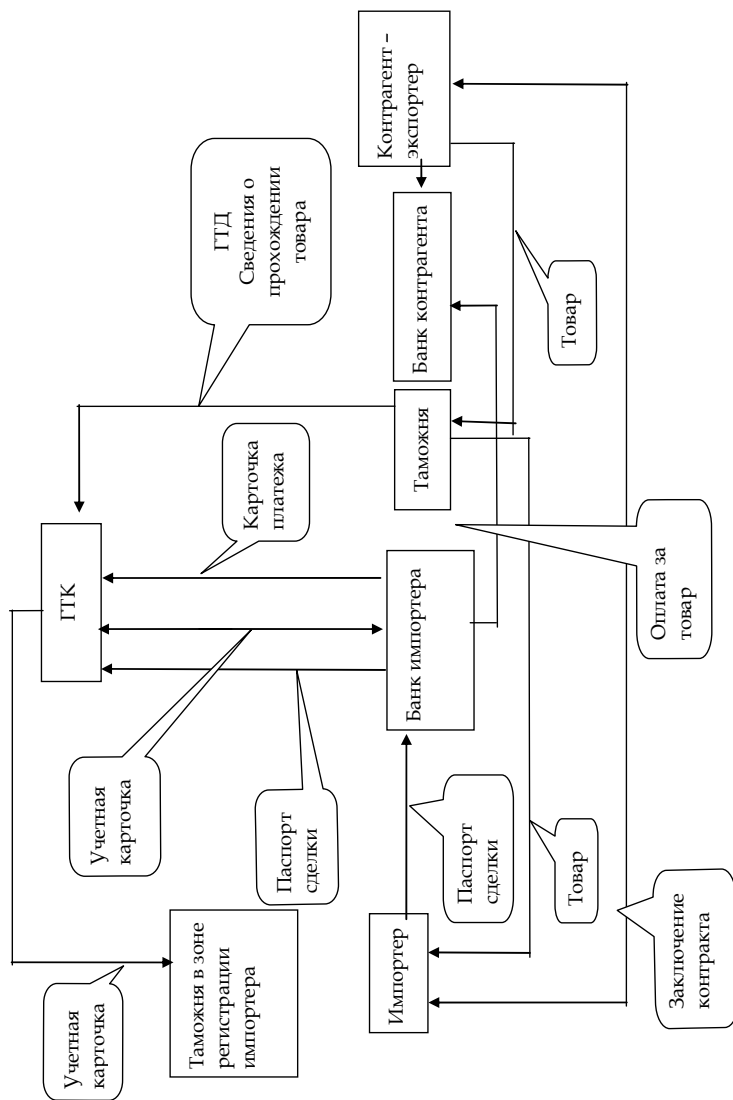 Учетная
карточка
Таможня в зоне
регистрации
импортера
Учетная
карточка
Паспорт
сделки
ГТК
Карточка
платежа
ГТД
Сведения о
прохождении
товара
Импортер
Паспорт
сделки
Банк импортера
Таможня
Банк контрагента
Контрагент –
экспортер
Товар
Заключение
контракта
Оплата за
товар
Товар